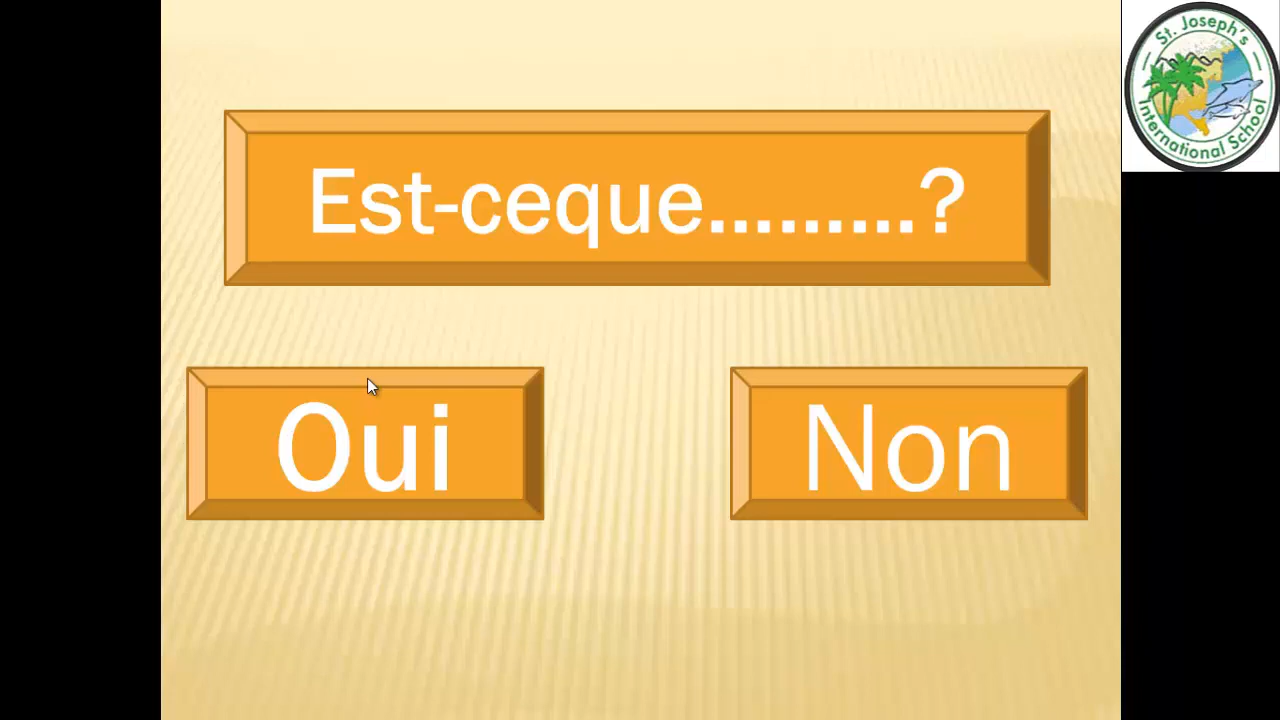 St. Joseph's
International School
Est-ceque.........?
Oui
Non